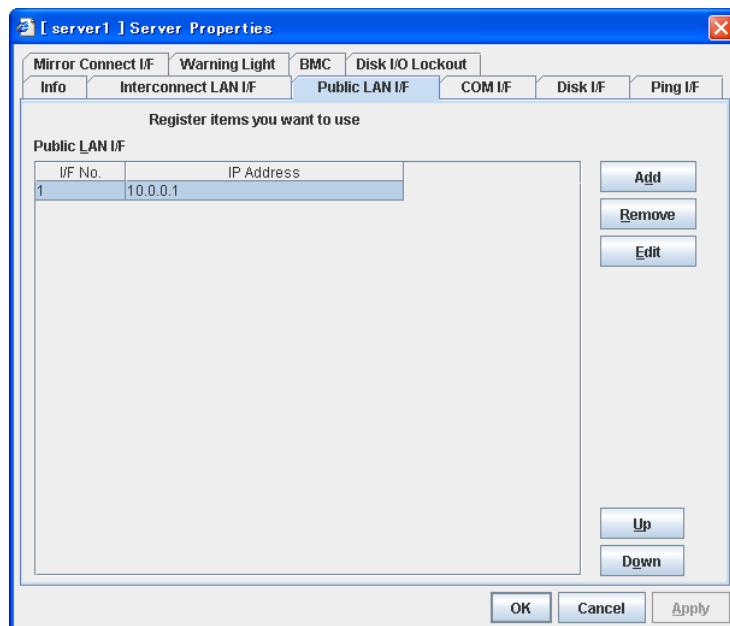 [ server1 ] Server Properties
Mirror Connect I/F Warning Light BMC Disk I/O Lockout
Info Interconnect LAN I/F Public LAN I/F COM I/F Disk I/F Ping I/F
Register items you want to use
Public LAN I/F
I/F No. IP Address
1 10.0.0.1
Add
Remove
Edit
Up
Down
OK Cancel Apply